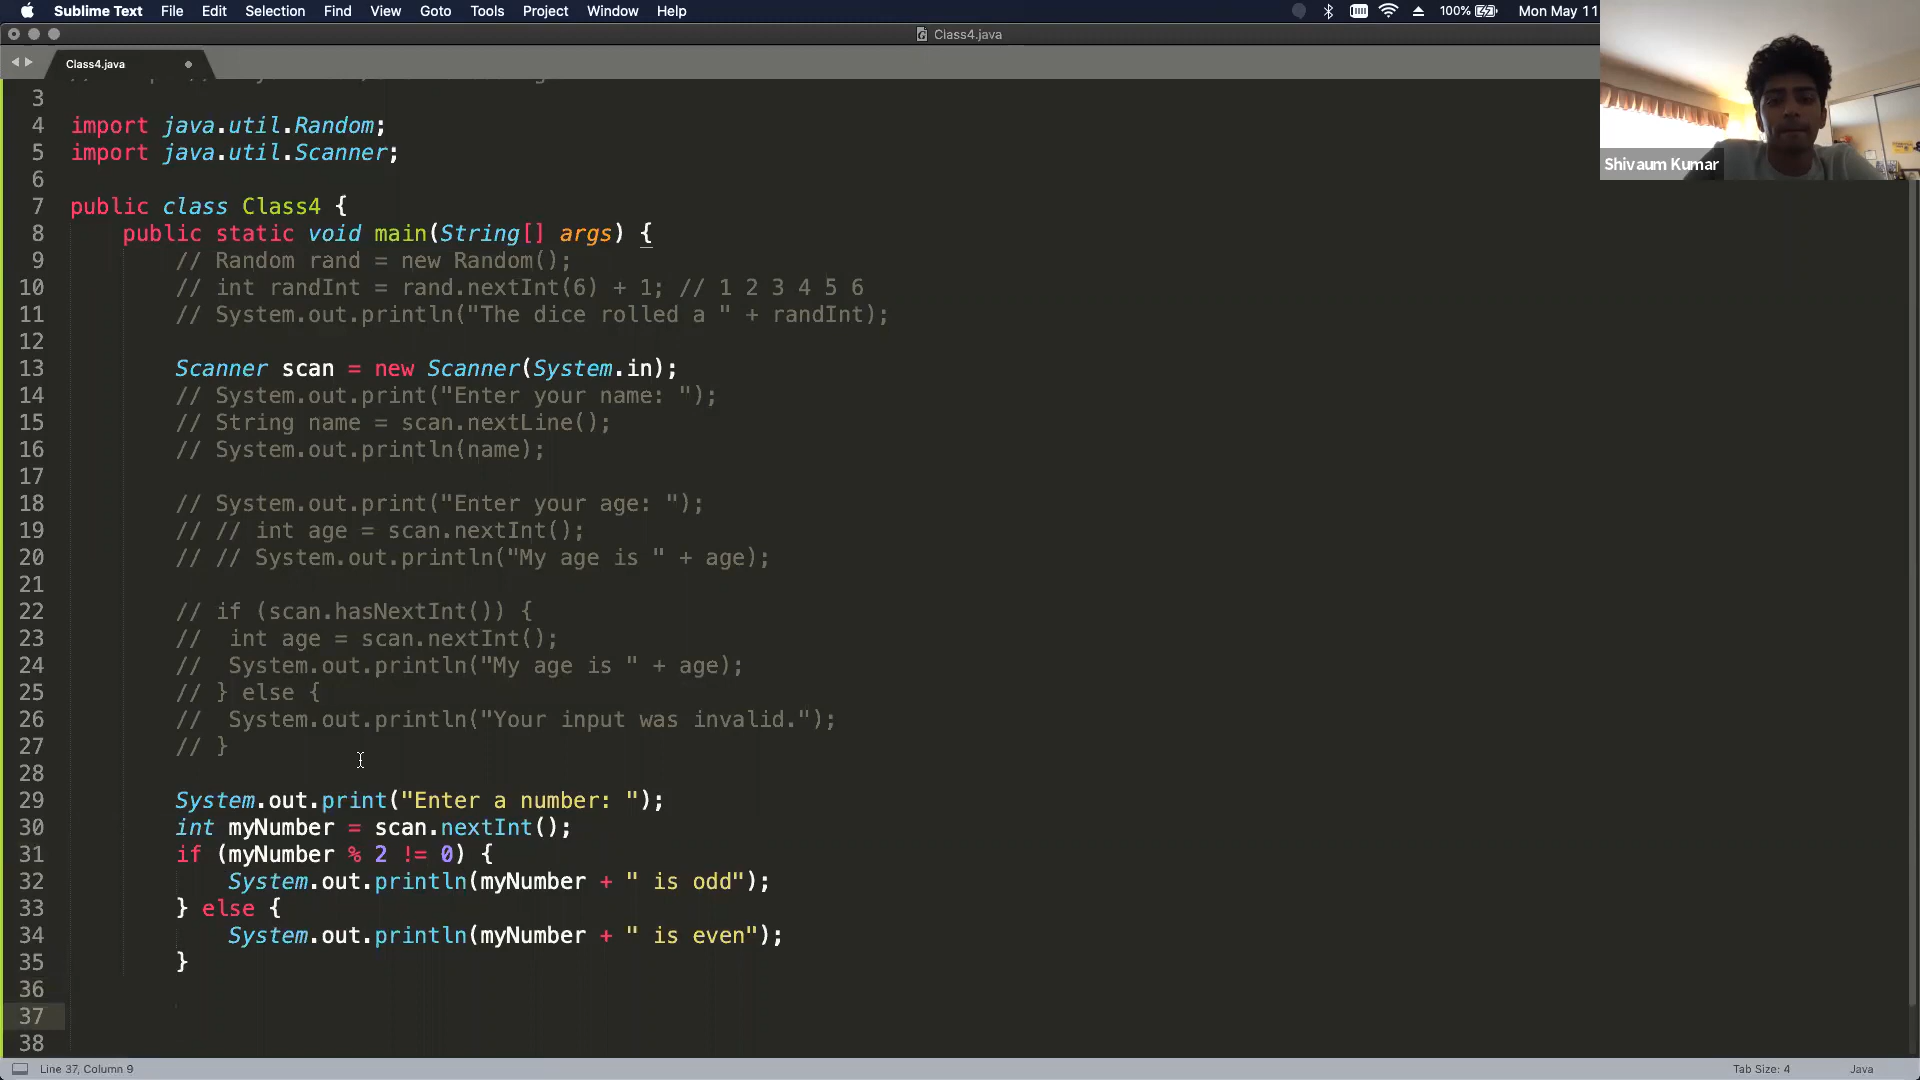 Sublime Text File Edit Selection Find View Goto Tools Project Window Help 100% Mon May 11
Class4.java
Class4.java
3
4 import java.util.Random;
5 import java.util.Scanner;
6
7 public class Class4 {
8 public static void main(String[] args) {
9 // Random rand = new Random();
10 // int randInt = rand.nextInt(6) + 1; // 1 2 3 4 5 6
11 // System.out.println("The dice rolled a " + randInt);
12
13 Scanner scan = new Scanner(System.in);
14 // System.out.print("Enter your name: ");
15 // String name = scan.nextLine();
16 // System.out.println(name);
17
18 // System.out.print("Enter your age: ");
19 // // int age = scan.nextInt();
20 // // System.out.println("My age is " + age);
21
22 // if (scan.hasNextInt()) {
23 //  int age = scan.nextInt();
24 //  System.out.println("My age is " + age);
25 // } else {
26 //  System.out.println("Your input was invalid.");
27 // }
28
29 System.out.print("Enter a number: ");
30 int myNumber = scan.nextInt();
31 if (myNumber % 2 != 0) {
32 System.out.println(myNumber + " is odd");
33 } else {
34 System.out.println(myNumber + " is even");
35 }
36
37
38
Shivaum Kumar
Line 37, Column 9 Tab Size: 4 Java